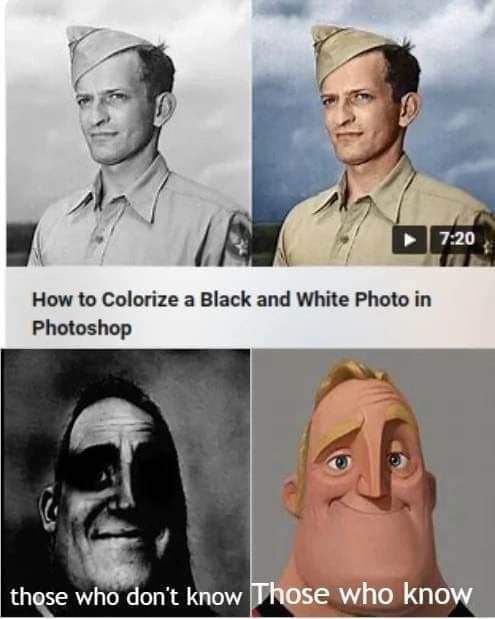 7:20
How to Colorize a Black and White Photo in
Photoshop
those who don't know
Those who know